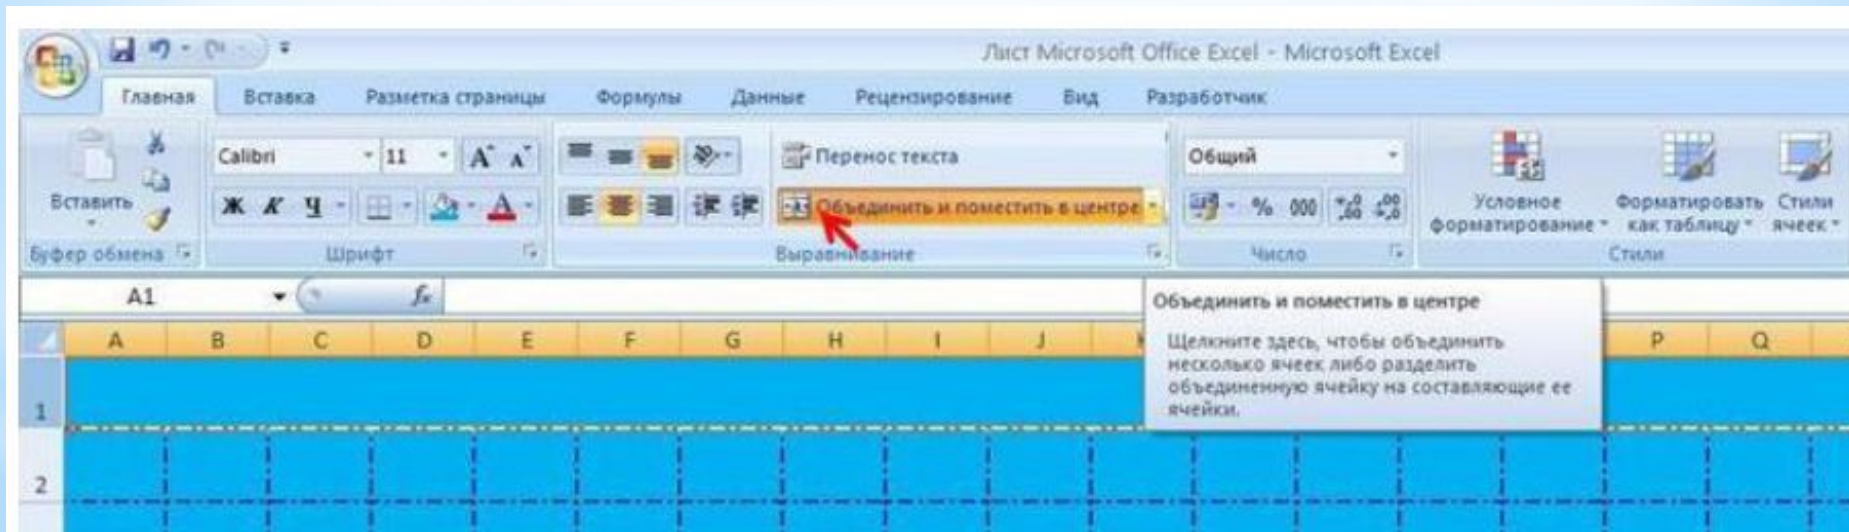 Лист Microsoft Office Excel - Microsoft Excel
Главная Вставка Разметка страницы Формулы Данные Рецензирование Вид Разработчик
Calibri 11 A A Перенос текста Общий
Вставить Ж К Ч А Объединить и поместить в центре % 000 ,00 ,0 Условное форматирование Форматировать как таблицу Стили ячеек
Буфер обмена Шрифт Выравнивание Число Стили
A1 fx
Объединить и поместить в центре
Щелкните здесь, чтобы объединить
несколько ячеек либо разделить
объединенную ячейку на составляющие ее
ячейки.
A B C D E F G H I J P Q
1
2